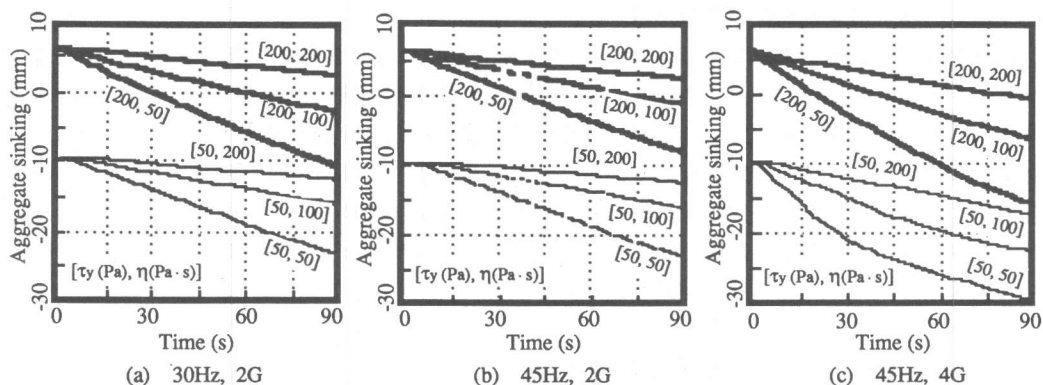 Aggregate sinking (mm)
10
0
-10
-20
-30
[200, 200]
[200, 100]
[200, 50]
[50, 200]
[50, 100]
[50, 50]
[τy (Pa), η(Pa · s)]
0 30 60 90
Time (s)
(a) 30Hz, 2G
Aggregate sinking (mm)
10
0
-10
-20
-30
[200, 200]
[200, 100]
[200, 50]
[50, 200]
[50, 100]
[50, 50]
[τy (Pa), η(Pa · s)]
0 30 60 90
Time (s)
(b) 45Hz, 2G
Aggregate sinking (mm)
10
0
-10
-20
-30
[200, 200]
[200, 100]
[200, 50]
[50, 200]
[50, 100]
[50, 50]
[τy (Pa), η(Pa · s)]
0 30 60 90
Time (s)
(c) 45Hz, 4G